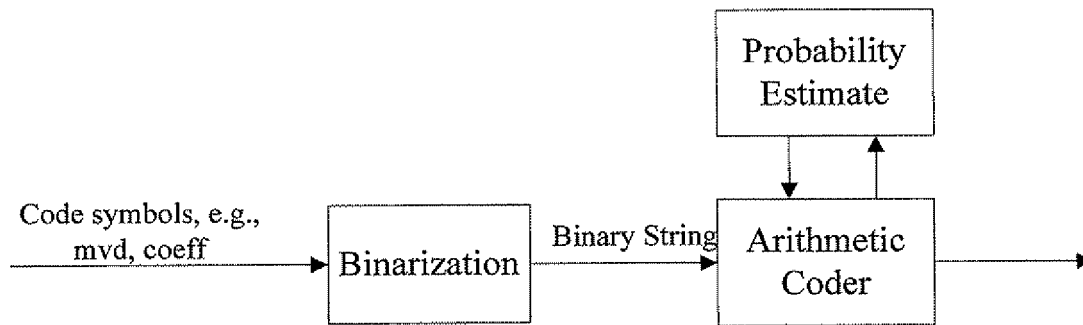 Probability
Estimate
Code symbols, e.g.,
mvd, coeff
Binarization
Binary String
Arithmetic
Coder